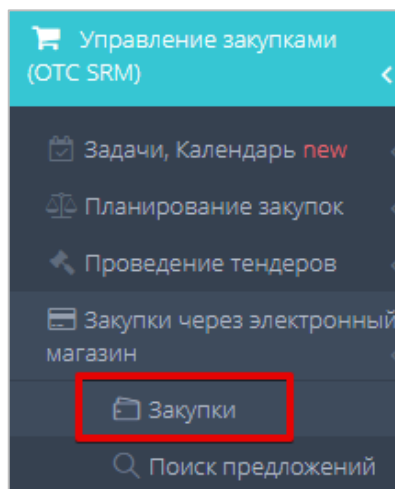 Управление закупками
(OTC SRM)
Задачи, Календарь new
Планирование закупок
Проведение тендеров
Закупки через электронный
магазин
Закупки
Поиск предложений